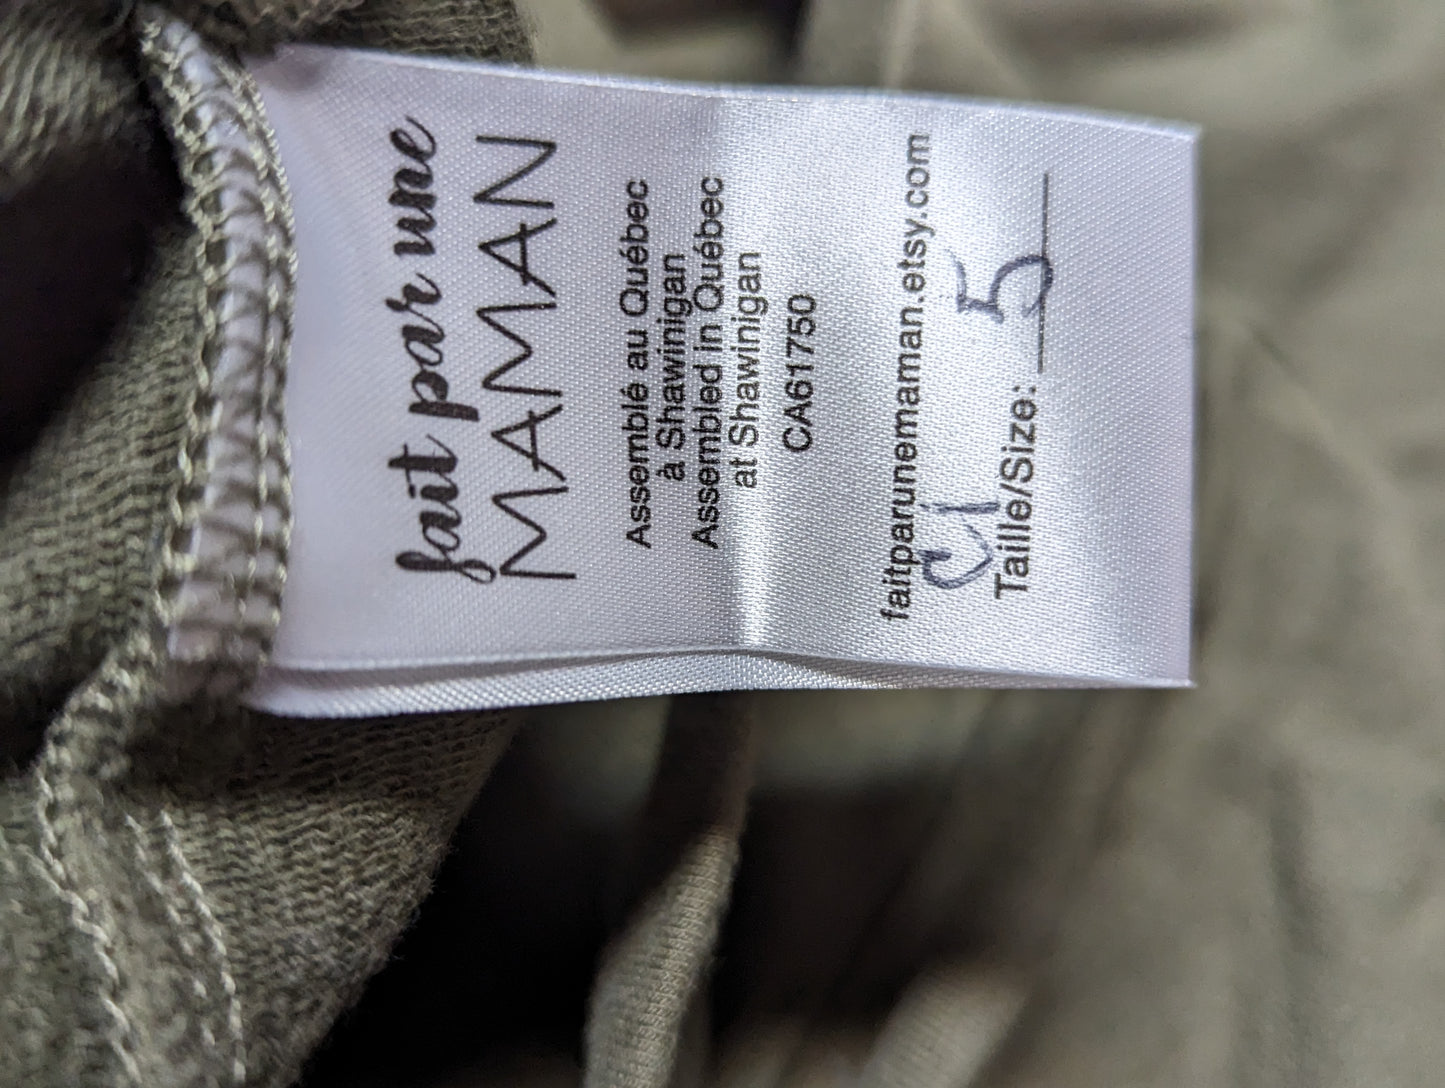 fait par une
MAMAN
Assemblé au Québec
à Shawinigan
Assembled in Québec
at Shawinigan
CA61750
faitparunemaman.etsy.com
Taille/Size: 5